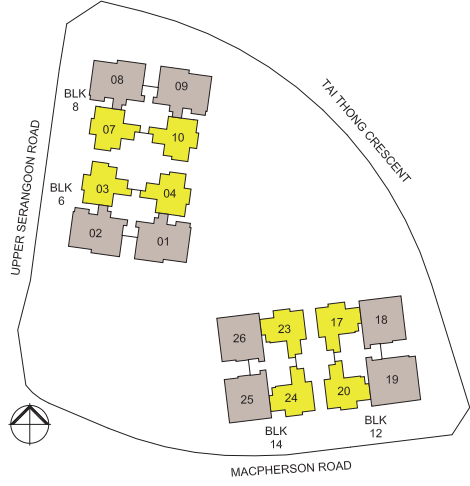 08
09
BLK
8
07
10
TAI THONG CRESCENT
UPPER SERANGOON ROAD
BLK
6
03
04
02
01
26
23
17
18
25
24
20
19
BLK
14
BLK
12
MACPHERSON ROAD